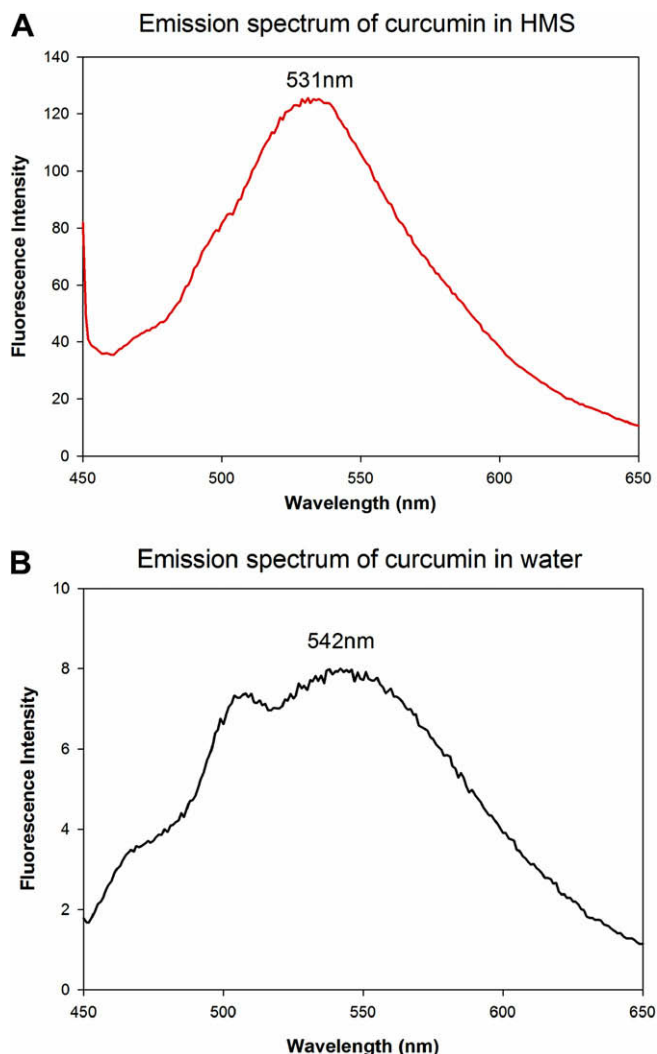 A
Emission spectrum of curcumin in HMS
531nm
140
120
100
80
60
40
20
0
Fluorescence Intensity
450 500 550 600 650
Wavelength (nm)
B
Emission spectrum of curcumin in water
542nm
10
8
6
4
2
0
Fluorescence Intensity
450 500 550 600 650
Wavelength (nm)